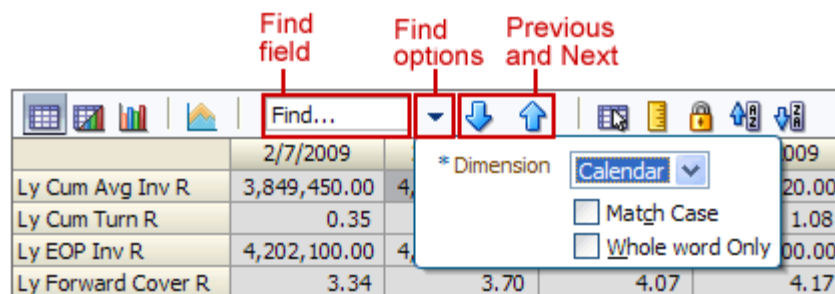 Find field
Find options
Previous and Next
Find...
2/7/2009 009
* Dimension Calendar
Ly Cum Avg Inv R 3,849,450.00 4, 20.00
Match Case
Ly Cum Turn R 0.35 1.08
Whole word Only
Ly EOP Inv R 4,202,100.00 4, 00.00
Ly Forward Cover R 3.34 3.70 4.07 4.17